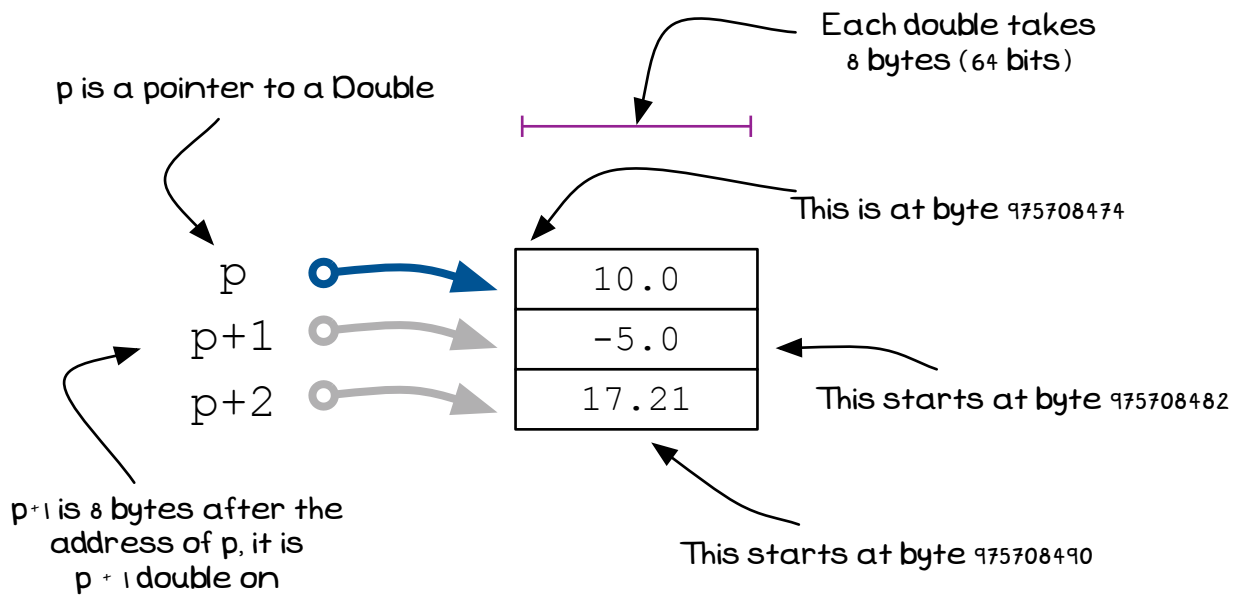 Each double takes
8 bytes (64 bits)
p is a pointer to a Double
This is at byte 975708474
p
10.0
p+1
-5.0
p+2
17.21
This starts at byte 975708482
p+1 is 8 bytes after the
address of p, it is
p + 1 double on
This starts at byte 975708490